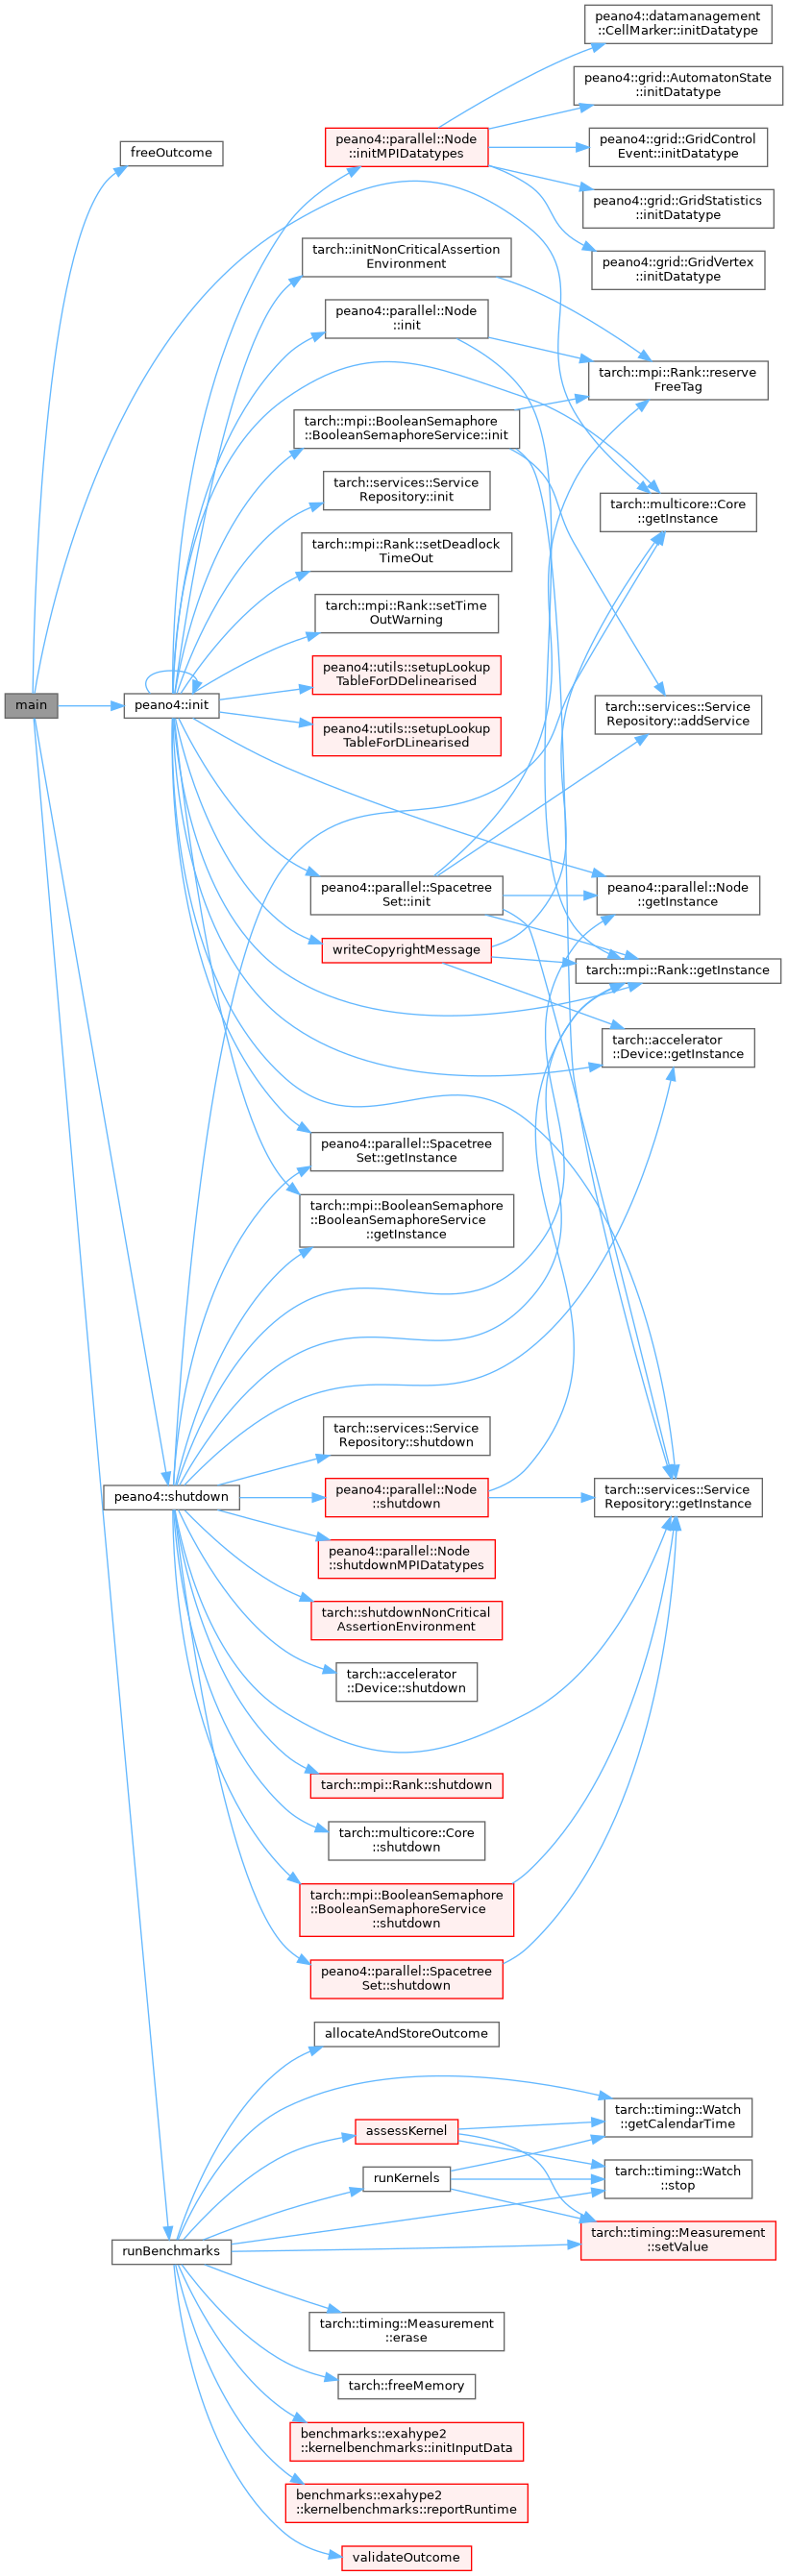 peano4::datamanagement
::CellMarker::initDatatype
peano4::grid::AutomatonState
::initDatatype
peano4::parallel::Node
::initMPIDatatypes
peano4::grid::GridControl
Event::initDatatype
freeOutcome
peano4::grid::GridStatistics
::initDatatype
tarch::initNonCriticalAssertion
Environment
peano4::grid::GridVertex
::initDatatype
peano4::parallel::Node
::init
tarch::mpi::Rank::reserve
FreeTag
tarch::mpi::BooleanSemaphore
::BooleanSemaphoreService::init
tarch::services::Service
Repository::init
tarch::multicore::Core
::getInstance
tarch::mpi::Rank::setDeadlock
TimeOut
tarch::mpi::Rank::setTime
OutWarning
peano4::utils::setupLookup
TableForDDelinearised
main
peano4::init
tarch::services::Service
Repository::addService
peano4::utils::setupLookup
TableForDLinearised
peano4::parallel::Spacetree
Set::init
peano4::parallel::Node
::getInstance
writeCopyrightMessage
tarch::mpi::Rank::getInstance
tarch::accelerator
::Device::getInstance
peano4::parallel::Spacetree
Set::getInstance
tarch::mpi::BooleanSemaphore
::BooleanSemaphoreService
::getInstance
tarch::services::Service
Repository::shutdown
peano4::shutdown
peano4::parallel::Node
::shutdown
tarch::services::Service
Repository::getInstance
peano4::parallel::Node
::shutdownMPIDatatypes
tarch::shutdownNonCritical
AssertionEnvironment
tarch::accelerator
::Device::shutdown
tarch::mpi::Rank::shutdown
tarch::multicore::Core
::shutdown
tarch::mpi::BooleanSemaphore
::BooleanSemaphoreService
::shutdown
peano4::parallel::Spacetree
Set::shutdown
allocateAndStoreOutcome
tarch::timing::Watch
::getCalendarTime
assessKernel
runKernels
tarch::timing::Watch
::stop
runBenchmarks
tarch::timing::Measurement
::setValue
tarch::timing::Measurement
::erase
tarch::freeMemory
benchmarks::exahype2
::kernelbenchmarks::initInputData
benchmarks::exahype2
::kernelbenchmarks::reportRuntime
validateOutcome